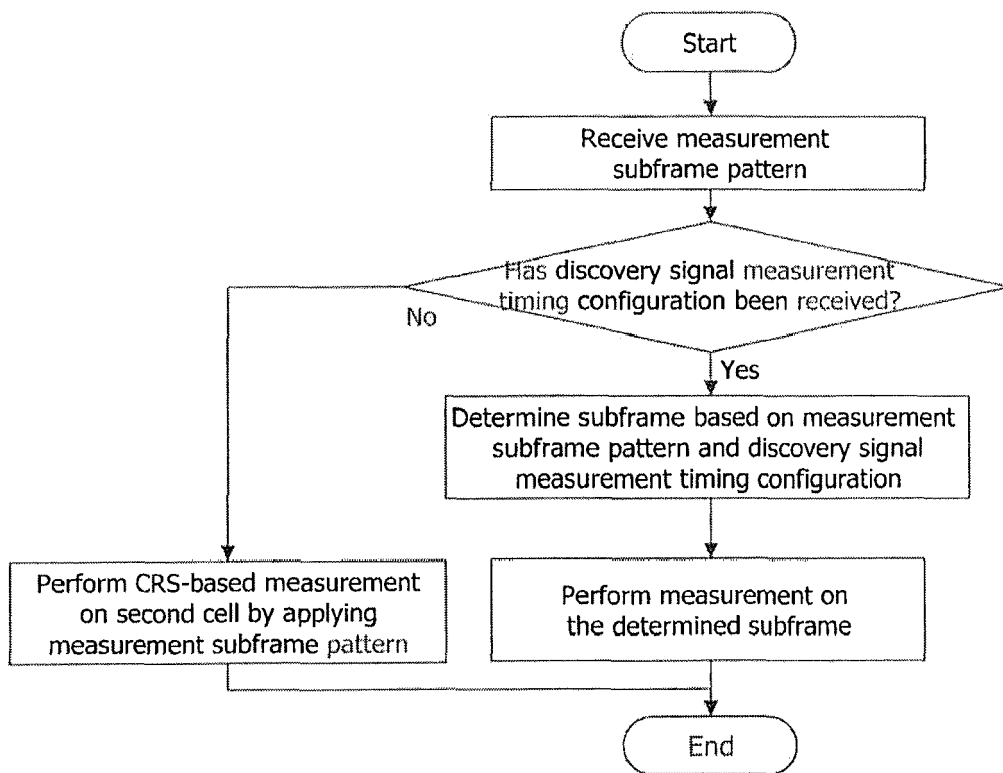 Start
Receive measurement
subframe pattern
Has discovery signal measurement
timing configuration been received?
No
Yes
Determine subframe based on measurement
subframe pattern and discovery signal
measurement timing configuration
Perform CRS-based measurement
on second cell by applying
measurement subframe pattern
Perform measurement on
the determined subframe
End